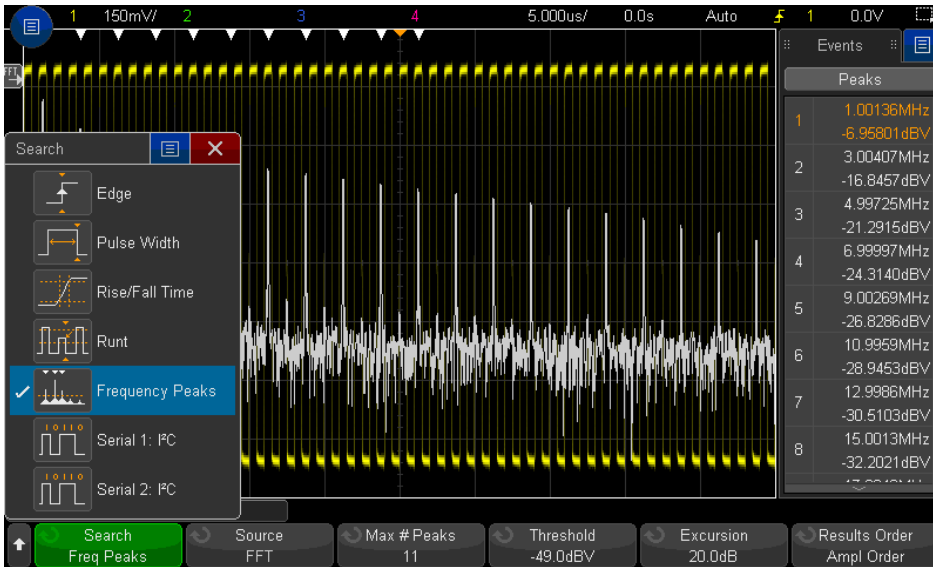 1 150mV/ 2 3 4 5.000us/ 0.0s Auto 1 0.0V
FFT
Search
Edge
Pulse Width
Rise/Fall Time
Runt
Frequency Peaks
10110
Serial 1: I²C
10110
Serial 2: I²C
Events
Peaks
1 1.00136MHz
-6.95801dBV
2 3.00407MHz
-16.8457dBV
3 4.99725MHz
-21.2915dBV
4 6.99997MHz
-24.3140dBV
5 9.00269MHz
-26.8286dBV
6 10.9959MHz
-28.9453dBV
7 12.9986MHz
-30.5103dBV
8 15.0013MHz
-32.2021dBV
Search
Freq Peaks
Source
FFT
Max # Peaks
11
Threshold
-49.0dBV
Excursion
20.0dB
Results Order
Ampl Order